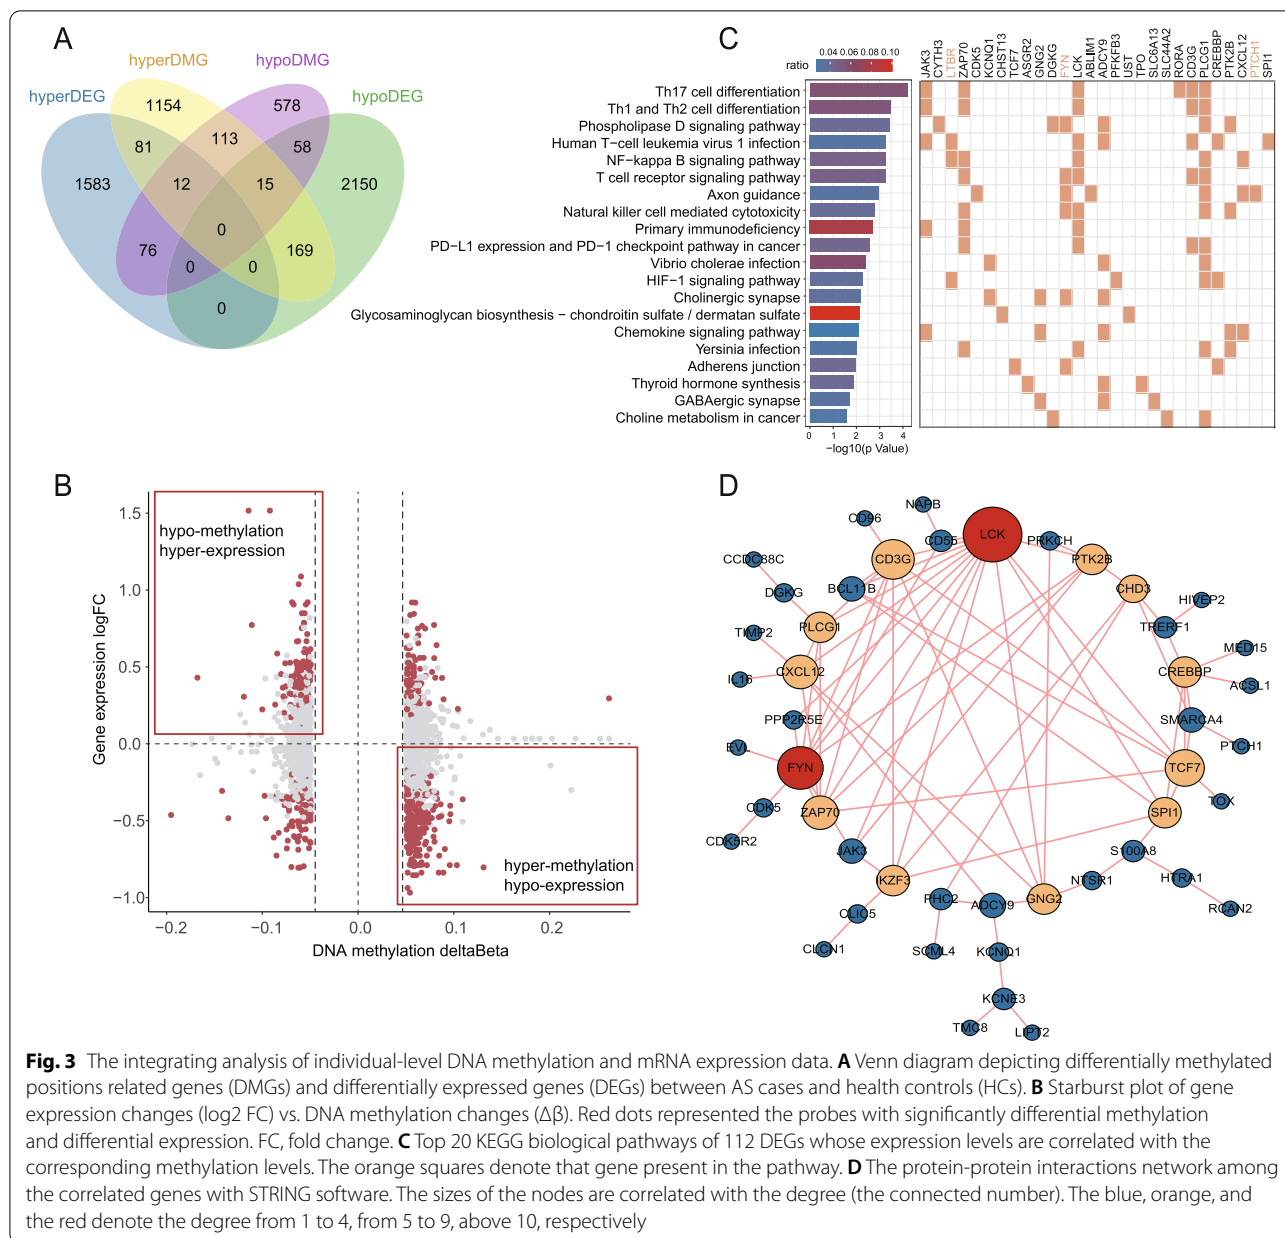 A
hyperDMG
hypoDMG
hyperDEG
hypoDEG
1154
578
81
113
58
1583
12
15
2150
0
76
0
0
169
0
C
ratio
0.04 0.06 0.08 0.10
JAK3
CYTH3
LTBR
ZAP70
CDK5
KCNQ1
CHST13
TCF7
ASGR2
GNG2
DGKG
FYN
LCK
ABLIM1
ADCY9
PFKFB3
UST
TPO
SLC6A13
SLC44A2
RORA
CD3G
PLCG1
CREBBP
PTK2B
CXCL12
PTCH1
SPI1
Th17 cell differentiation
Th1 and Th2 cell differentiation
Phospholipase D signaling pathway
Human T−cell leukemia virus 1 infection
NF−kappa B signaling pathway
T cell receptor signaling pathway
Axon guidance
Natural killer cell mediated cytotoxicity
Primary immunodeficiency
PD−L1 expression and PD−1 checkpoint pathway in cancer
Vibrio cholerae infection
HIF−1 signaling pathway
Cholinergic synapse
Glycosaminoglycan biosynthesis − chondroitin sulfate / dermatan sulfate
Chemokine signaling pathway
Yersinia infection
Adherens junction
Thyroid hormone synthesis
GABAergic synapse
Choline metabolism in cancer
0 1 2 3 4
−log10(p Value)
B
Gene expression logFC
1.5
1.0
0.5
0.0
−0.5
−1.0
hypo-methylation
hyper-expression
hyper-methylation
hypo-expression
−0.2 −0.1 0.0 0.1 0.2
DNA methylation deltaBeta
D
NAPB
CD96
CD55
LCK
PRKCH
CCDC88C
CD3G
PTK2B
DGKG
BCL11B
CHD3
HIVEP2
TIMP2
PLCG1
TRERF1
MED15
IL16
CXCL12
CREBBP
ACSL1
PPP2R5E
SMARCA4
EVL
PTCH1
FYN
TCF7
CDK5
ZAP70
SPI1
TOX
CDK5R2
JAK3
S100A8
IKZF3
NTSR1
HTRA1
CLIC5
PHC2
ADCY9
GNG2
RCAN2
CLCN1
SCML4
KCNQ1
KCNE3
TMC8
LIPT2
Fig. 3 The integrating analysis of individual-level DNA methylation and mRNA expression data. A Venn diagram depicting differentially methylated
positions related genes (DMGs) and differentially expressed genes (DEGs) between AS cases and health controls (HCs). B Starburst plot of gene
expression changes (log2 FC) vs. DNA methylation changes (Δβ). Red dots represented the probes with significantly differential methylation
and differential expression. FC, fold change. C Top 20 KEGG biological pathways of 112 DEGs whose expression levels are correlated with the
corresponding methylation levels. The orange squares denote that gene present in the pathway. D The protein-protein interactions network among
the correlated genes with STRING software. The sizes of the nodes are correlated with the degree (the connected number). The blue, orange, and
the red denote the degree from 1 to 4, from 5 to 9, above 10, respectively